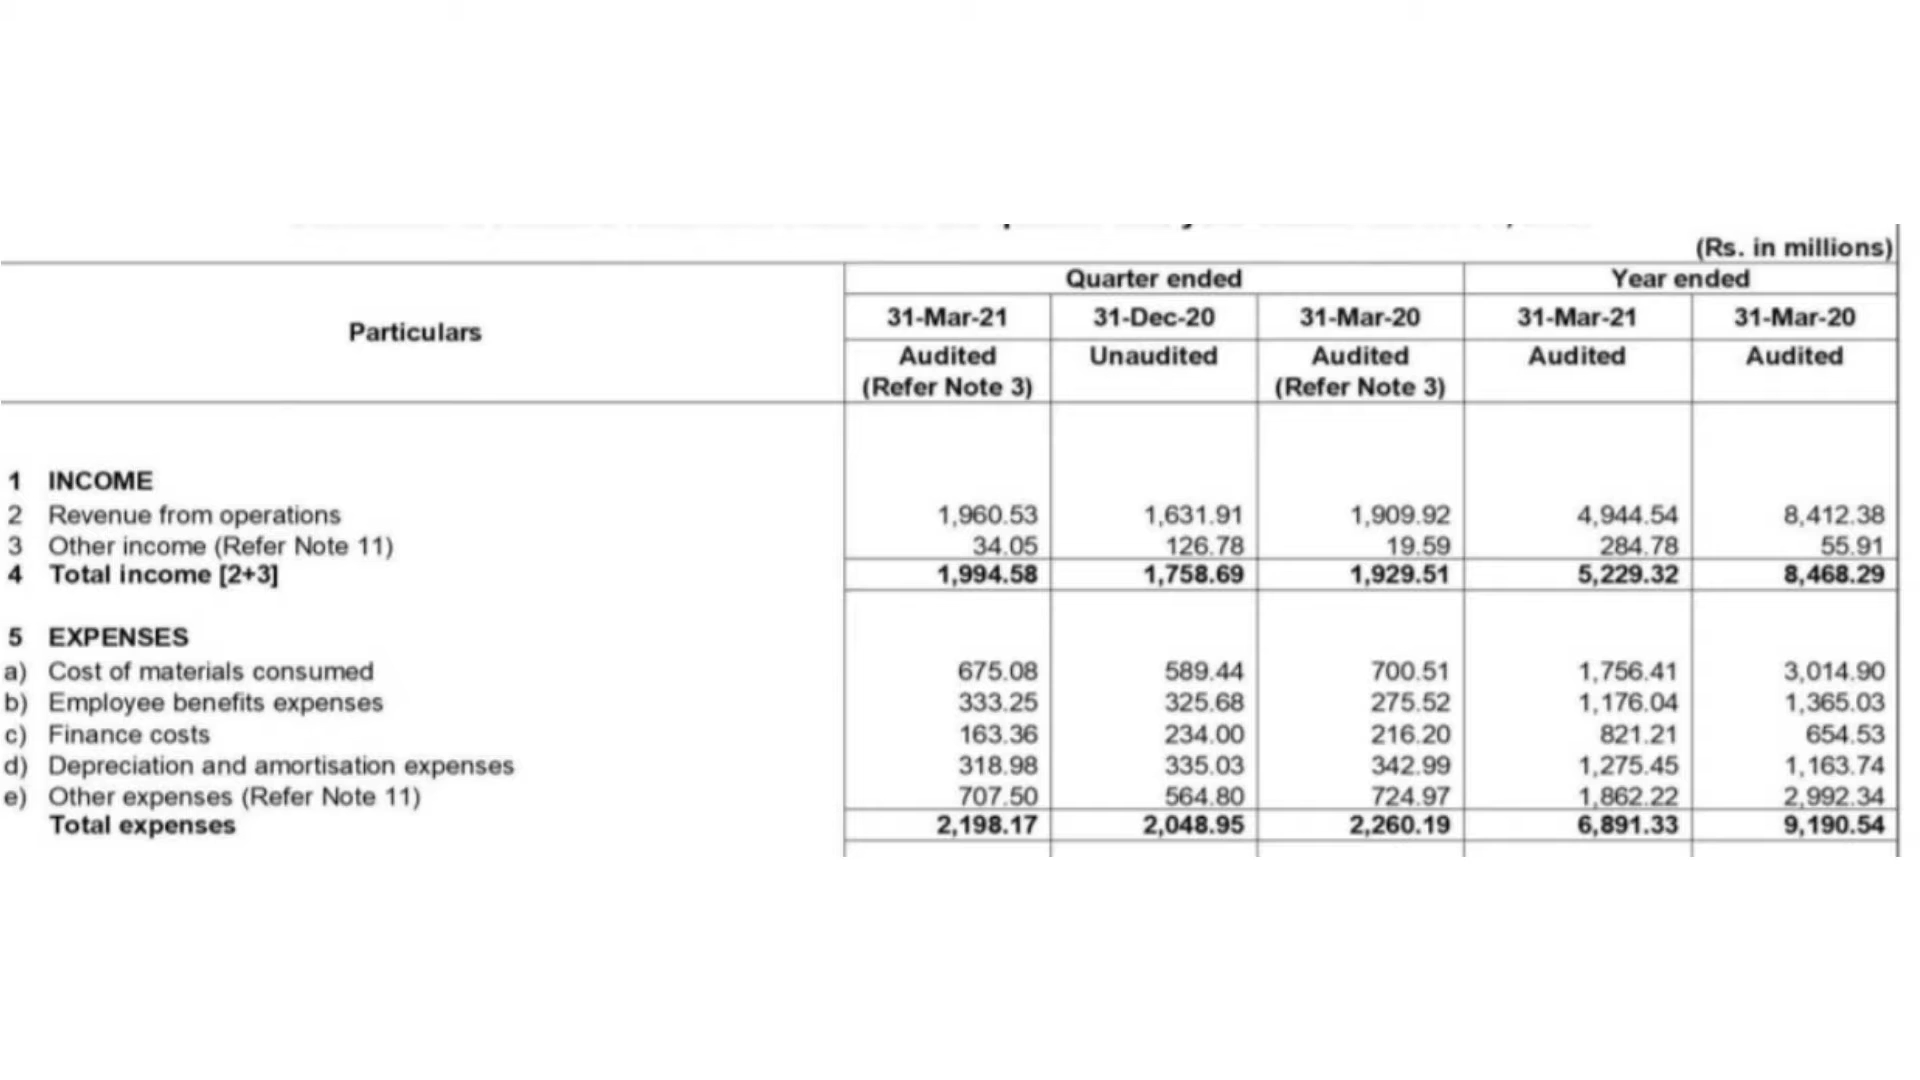 (Rs. in millions)
Particulars Quarter ended Year ended
31-Mar-21 31-Dec-20 31-Mar-20 31-Mar-21 31-Mar-20
Audited Unaudited Audited Audited Audited
(Refer Note 3) (Refer Note 3)
1 INCOME
2 Revenue from operations 1,960.53 1,631.91 1,909.92 4,944.54 8,412.38
3 Other income (Refer Note 11) 34.05 126.78 19.59 284.78 55.91
4 Total income [2+3] 1,994.58 1,758.69 1,929.51 5,229.32 8,468.29
5 EXPENSES
a) Cost of materials consumed 675.08 589.44 700.51 1,756.41 3,014.90
b) Employee benefits expenses 333.25 325.68 275.52 1,176.04 1,365.03
c) Finance costs 163.36 234.00 216.20 821.21 654.53
d) Depreciation and amortisation expenses 318.98 335.03 342.99 1,275.45 1,163.74
e) Other expenses (Refer Note 11) 707.50 564.80 724.97 1,862.22 2,992.34
Total expenses 2,198.17 2,048.95 2,260.19 6,891.33 9,190.54